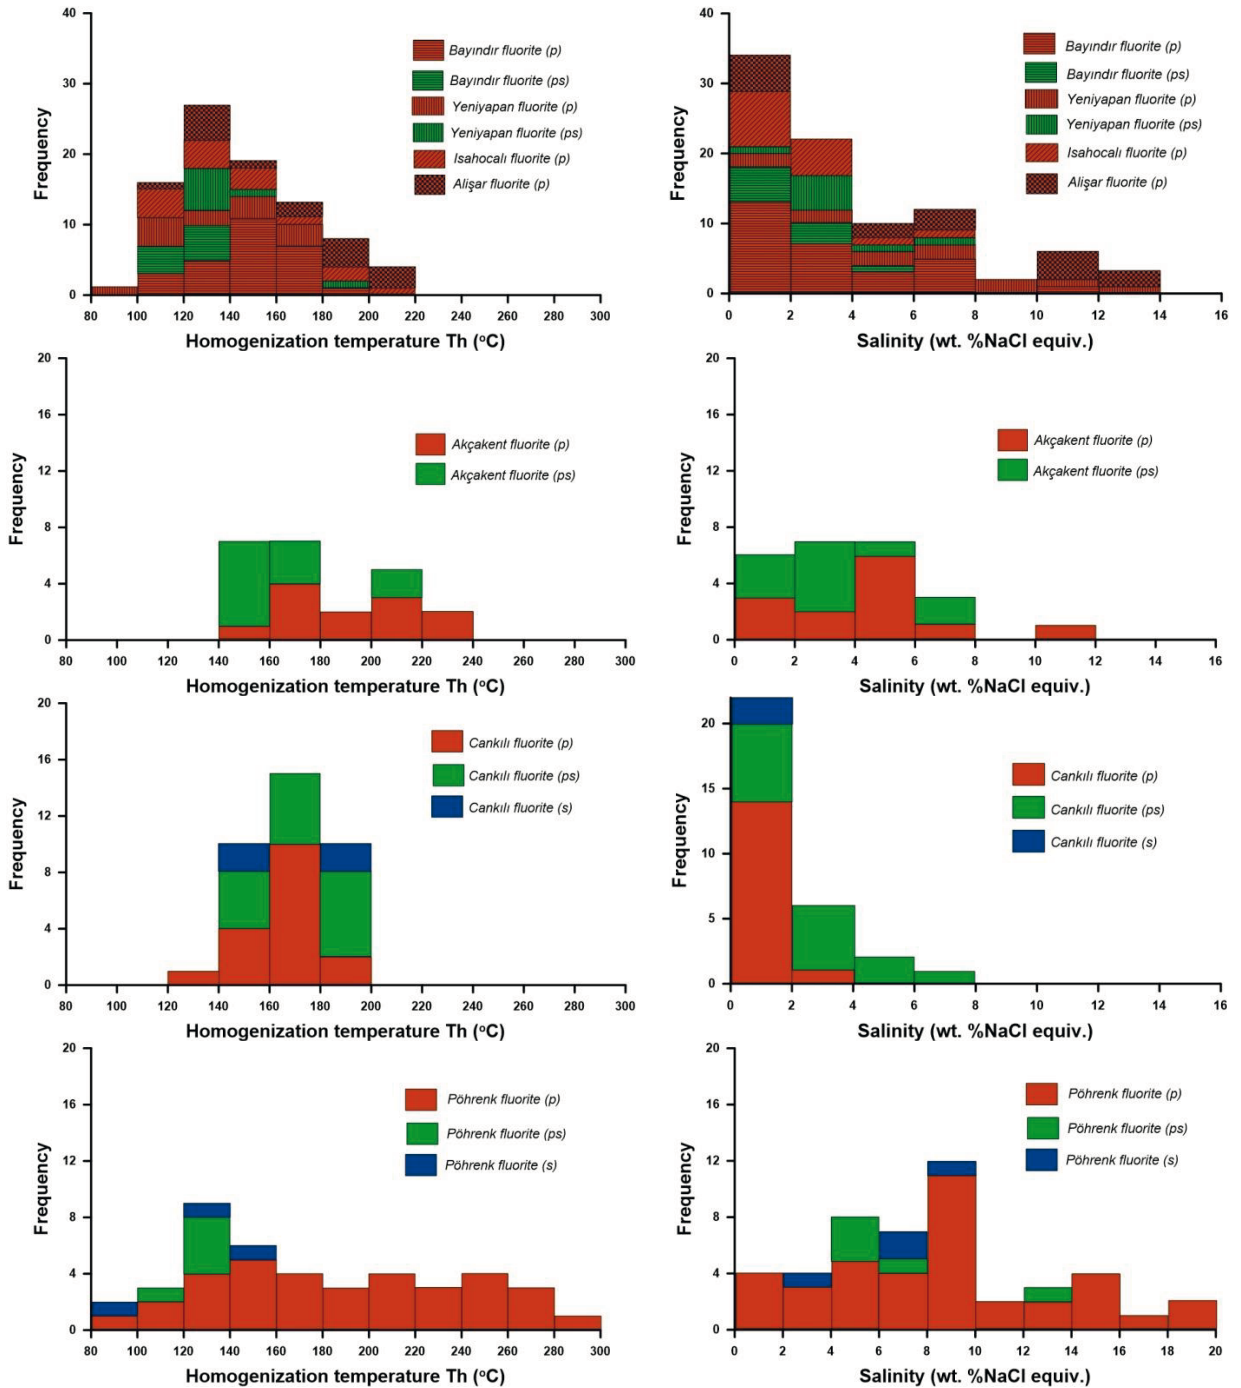 40
30
20
10
0
Frequency
Bayındır fluorite (p)
Bayındır fluorite (ps)
Yeniyapan fluorite (p)
Yeniyapan fluorite (ps)
Isahocalı fluorite (p)
Alişar fluorite (p)
80 100 120 140 160 180 200 220 240 260 280 300
Homogenization temperature Th (°C)
40
30
20
10
0
Frequency
Bayındır fluorite (p)
Bayındır fluorite (ps)
Yeniyapan fluorite (p)
Yeniyapan fluorite (ps)
Isahocalı fluorite (p)
Alişar fluorite (p)
0 2 4 6 8 10 12 14 16
Salinity (wt. %NaCl equiv.)
20
16
12
8
4
0
Frequency
Akçakent fluorite (p)
Akçakent fluorite (ps)
80 100 120 140 160 180 200 220 240 260 280 300
Homogenization temperature Th (°C)
20
16
12
8
4
0
Frequency
Akçakent fluorite (p)
Akçakent fluorite (ps)
0 2 4 6 8 10 12 14 16
Salinity (wt. %NaCl equiv.)
20
16
12
8
4
0
Frequency
Cankılı fluorite (p)
Cankılı fluorite (ps)
Cankılı fluorite (s)
80 100 120 140 160 180 200 220 240 260 280 300
Homogenization temperature Th (°C)
20
15
10
5
0
Frequency
Cankılı fluorite (p)
Cankılı fluorite (ps)
Cankılı fluorite (s)
0 2 4 6 8 10 12 14 16
Salinity (wt. %NaCl equiv.)
20
16
12
8
4
0
Frequency
Pöhrenk fluorite (p)
Pöhrenk fluorite (ps)
Pöhrenk fluorite (s)
80 100 120 140 160 180 200 220 240 260 280 300
Homogenization temperature Th (°C)
20
16
12
8
4
0
Frequency
Pöhrenk fluorite (p)
Pöhrenk fluorite (ps)
Pöhrenk fluorite (s)
0 2 4 6 8 10 12 14 16 18 20
Salinity (wt. %NaCl equiv.)